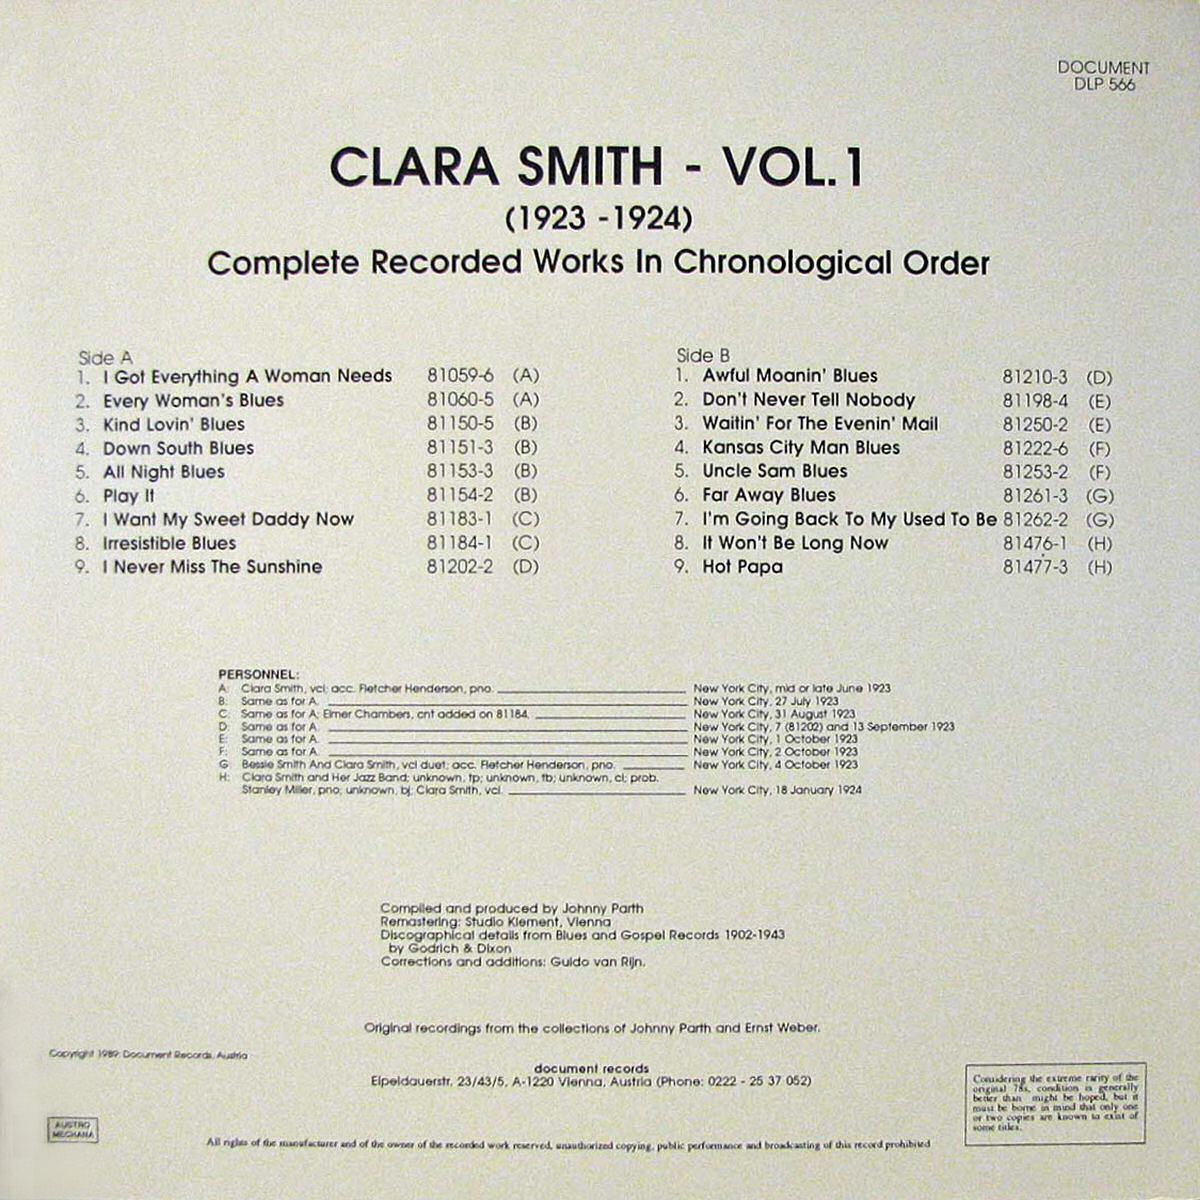 DOCUMENT
DLP 566
CLARA SMITH - VOL. 1
(1923 -1924)
Complete Recorded Works In Chronological Order
Side A
1. I Got Everything A Woman Needs 81059-6 (A)
2. Every Woman's Blues 81060-5 (A)
3. Kind Lovin' Blues 81150-5 (B)
4. Down South Blues 81151-3 (B)
5. All Night Blues 81153-3 (B)
6. Play It 81154-2 (B)
7. I Want My Sweet Daddy Now 81183-1 (C)
8. Irresistible Blues 81184-1 (C)
9. I Never Miss The Sunshine 81202-2 (D)
Side B
1. Awful Moanin' Blues 81210-3 (D)
2. Don't Never Tell Nobody 81198-4 (E)
3. Waitin' For The Evenin' Mail 81250-2 (E)
4. Kansas City Man Blues 81222-6 (F)
5. Uncle Sam Blues 81253-2 (F)
6. Far Away Blues 81261-3 (G)
7. I'm Going Back To My Used To Be 81262-2 (G)
8. It Won't Be Long Now 81476-1 (H)
9. Hot Papa 81477-3 (H)
PERSONNEL:
A: Clara Smith, vcl; acc. Fletcher Henderson, pno. New York City, mid or late June 1923
B: Same as for A. New York City, 27 July 1923
C: Same as for A; Elmer Chambers, cnt added on 81184. New York City, 31 August 1923
D: Same as for A. New York City, 7 (81202) and 13 September 1923
E: Same as for A. New York City, 1 October 1923
F: Same as for A. New York City, 2 October 1923
G Bessie Smith And Clara Smith, vcl duet; acc. Fletcher Henderson, pno. New York City, 4 October 1923
H: Clara Smith and Her Jazz Band; unknown, tp; unknown, tb; unknown, cl; prob.
Stanley Miller, pno; unknown, bj; Clara Smith, vcl. New York City, 18 January 1924
Compiled and produced by Johnny Parth
Remastering: Studio Klement, Vienna
Discographical details from Blues and Gospel Records 1902-1943
by Godrich & Dixon
Corrections and additions: Guido van Rijn.
Original recordings from the collections of Johnny Parth and Ernst Weber.
Copyright 1989: Document Records, Austria
document records
Eipeldauerstr. 23/43/5, A-1220 Vienna, Austria (Phone: 0222 - 25 37 052)
Considering the extreme rarity of the
original 78s, condition is generally
better than might be hoped, but it
must be borne in mind that only one
or two copies are known to exist of
some titles.
AUSTRO
MECHANA
All rights of the manufacturer and of the owner of the recorded work reserved, unauthorized copying, public performance and broadcasting of this record prohibited